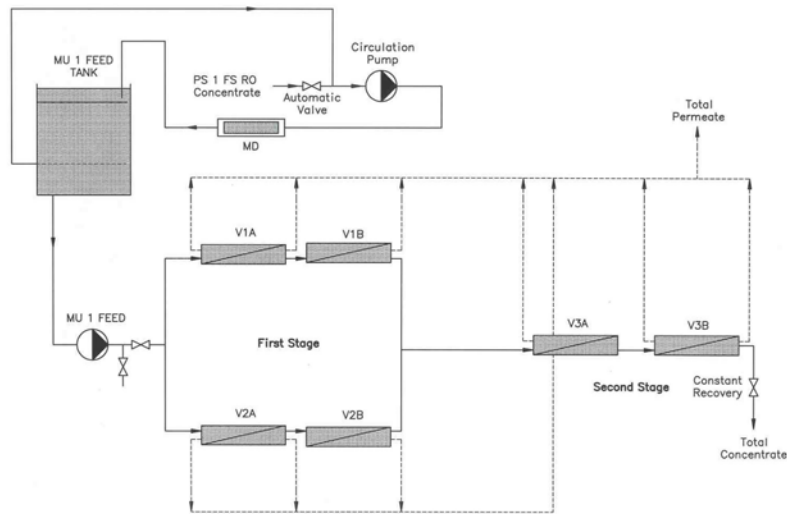 MU 1 FEED
TANK
Circulation
Pump
PS 1 FS RO
Concentrate
Automatic
Valve
MD
Total
Permeate
V1A
V1B
MU 1 FEED
First Stage
V3A
V3B
Second Stage
Constant
Recovery
V2A
V2B
Total
Concentrate